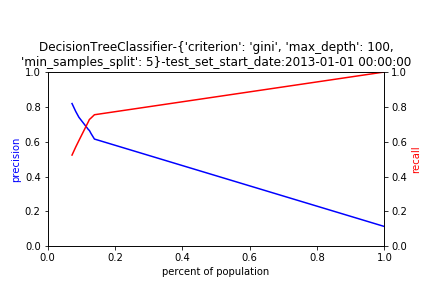 DecisionTreeClassifier-{'criterion': 'gini', 'max_depth': 100,
'min_samples_split': 5}-test_set_start_date:2013-01-01 00:00:00
1.0
0.8
0.6
0.4
0.2
0.0
precision
1.0
0.8
0.6
0.4
0.2
0.0
recall
0.0 0.2 0.4 0.6 0.8 1.0
percent of population